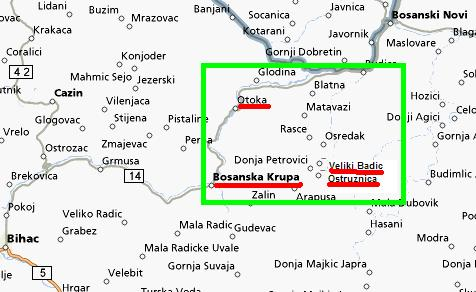 Lidani
Buzim
Mrazovac
Banjani
Socanica
Javnica
Bosanski Novi
Krakaca
Kotarani
Javornik
Coralici
Konjoder
Gornji Dobretin
Maslovare
4 2
Mahmic Sejo
Jezerski
Glodina
Cazin
Blatna
Vilenjaca
Otoka
Matavazi
Hozici
Glogovac
Stijena
Pistaline
Rasce
Donji Agici
Vrelo
Zmajevac
Osredak
Ostrozac
Grmusa
Donja Petrovici
Veliki Badic
Brekovica
14
Bosanska Krupa
Ostruznica
Budimlic
Zalin
Arapusa
Pokoj
Veliko Radic
Mala Radic
Hasani
Bihac
Grabez
Gudevac
Modra
Mala Radicke Uvale
5
Velebit
Gornja Suvaja
Donja Majkic Japra
Turska Voda